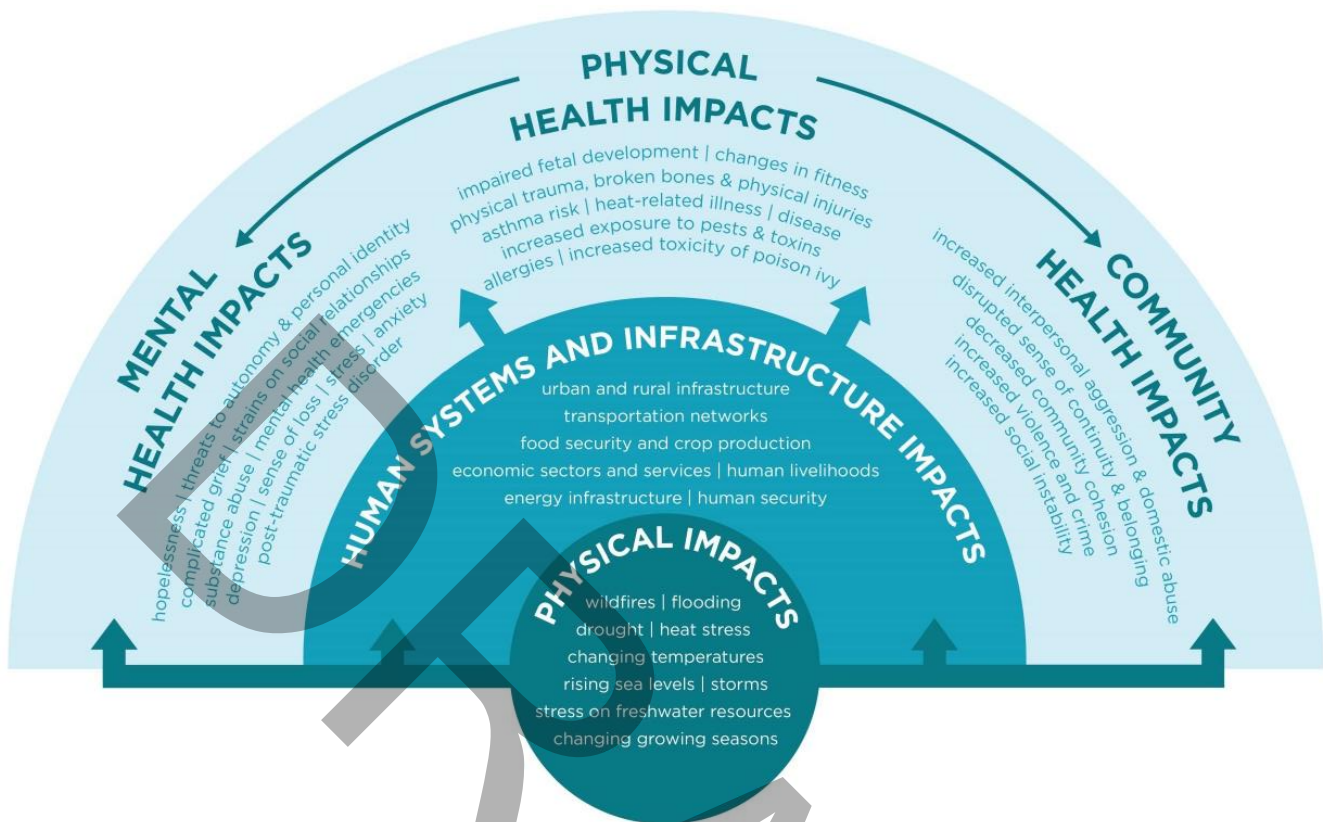 PHYSICAL
HEALTH IMPACTS
impaired fetal development | changes in fitness
physical trauma, broken bones & physical injuries
asthma risk | heat-related illness | disease
increased exposure to pests & toxins
allergies | increased toxicity of poison ivy
MENTAL
HEALTH IMPACTS
hopelessness | threats to autonomy & personal identity
complicated grief | strains on social relationships
substance abuse | mental health emergencies
depression | sense of loss | stress | anxiety
post-traumatic stress disorder
COMMUNITY
HEALTH IMPACTS
increased interpersonal aggression & domestic abuse
disrupted sense of continuity & belonging
decreased community cohesion
increased violence and crime
increased social instability
HUMAN SYSTEMS AND INFRASTRUCTURE IMPACTS
urban and rural infrastructure
transportation networks
food security and crop production
economic sectors and services | human livelihoods
energy infrastructure | human security
PHYSICAL IMPACTS
wildfires | flooding
drought | heat stress
changing temperatures
rising sea levels | storms
stress on freshwater resources
changing growing seasons